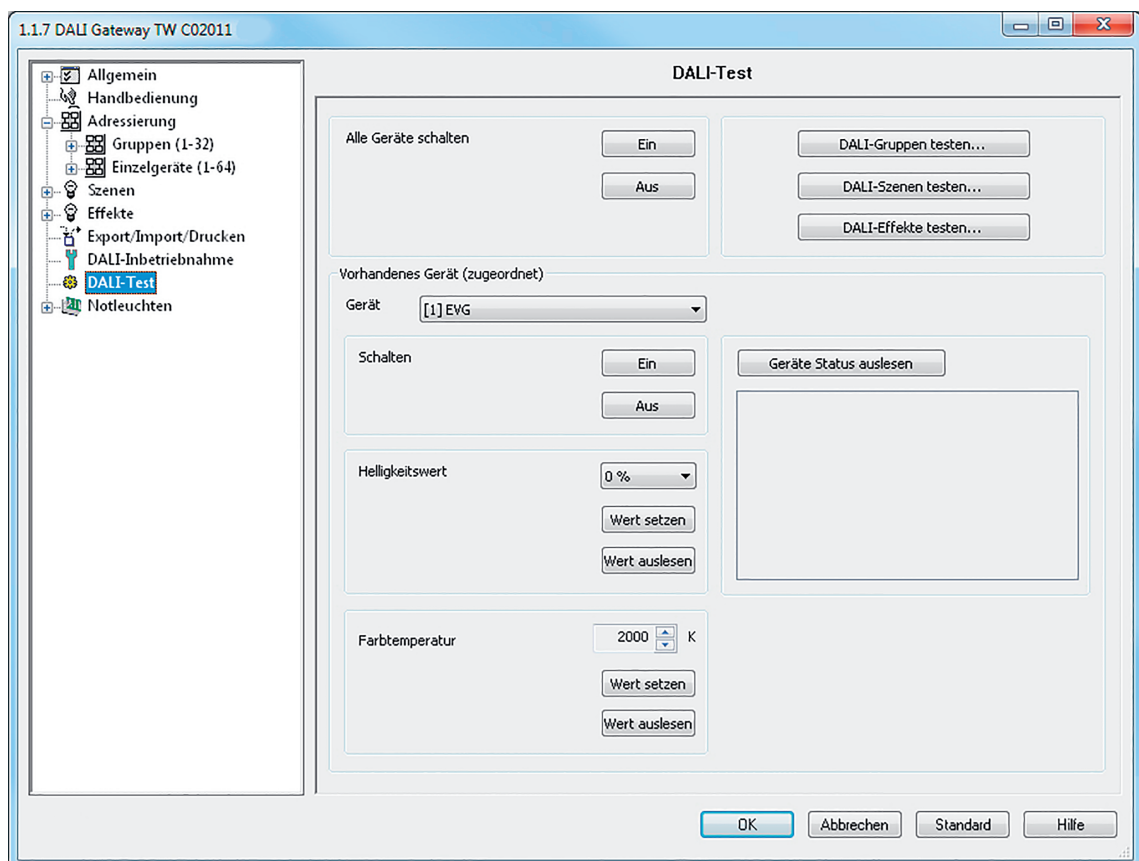 1.1.7 DALI Gateway TW C02011
Allgemein
Handbedienung
Adressierung
Gruppen (1-32)
Einzelgeräte (1-64)
Szenen
Effekte
Export/Import/Drucken
DALI-Inbetriebnahme
DALI-Test
Notleuchten
DALI-Test
Alle Geräte schalten
Ein
Aus
DALI-Gruppen testen...
DALI-Szenen testen...
DALI-Effekte testen...
Vorhandenes Gerät (zugeordnet)
Gerät
[1] EVG
Schalten
Ein
Aus
Geräte Status auslesen
Helligkeitswert
0 %
Wert setzen
Wert auslesen
Farbtemperatur
2000 K
Wert setzen
Wert auslesen
OK
Abbrechen
Standard
Hilfe